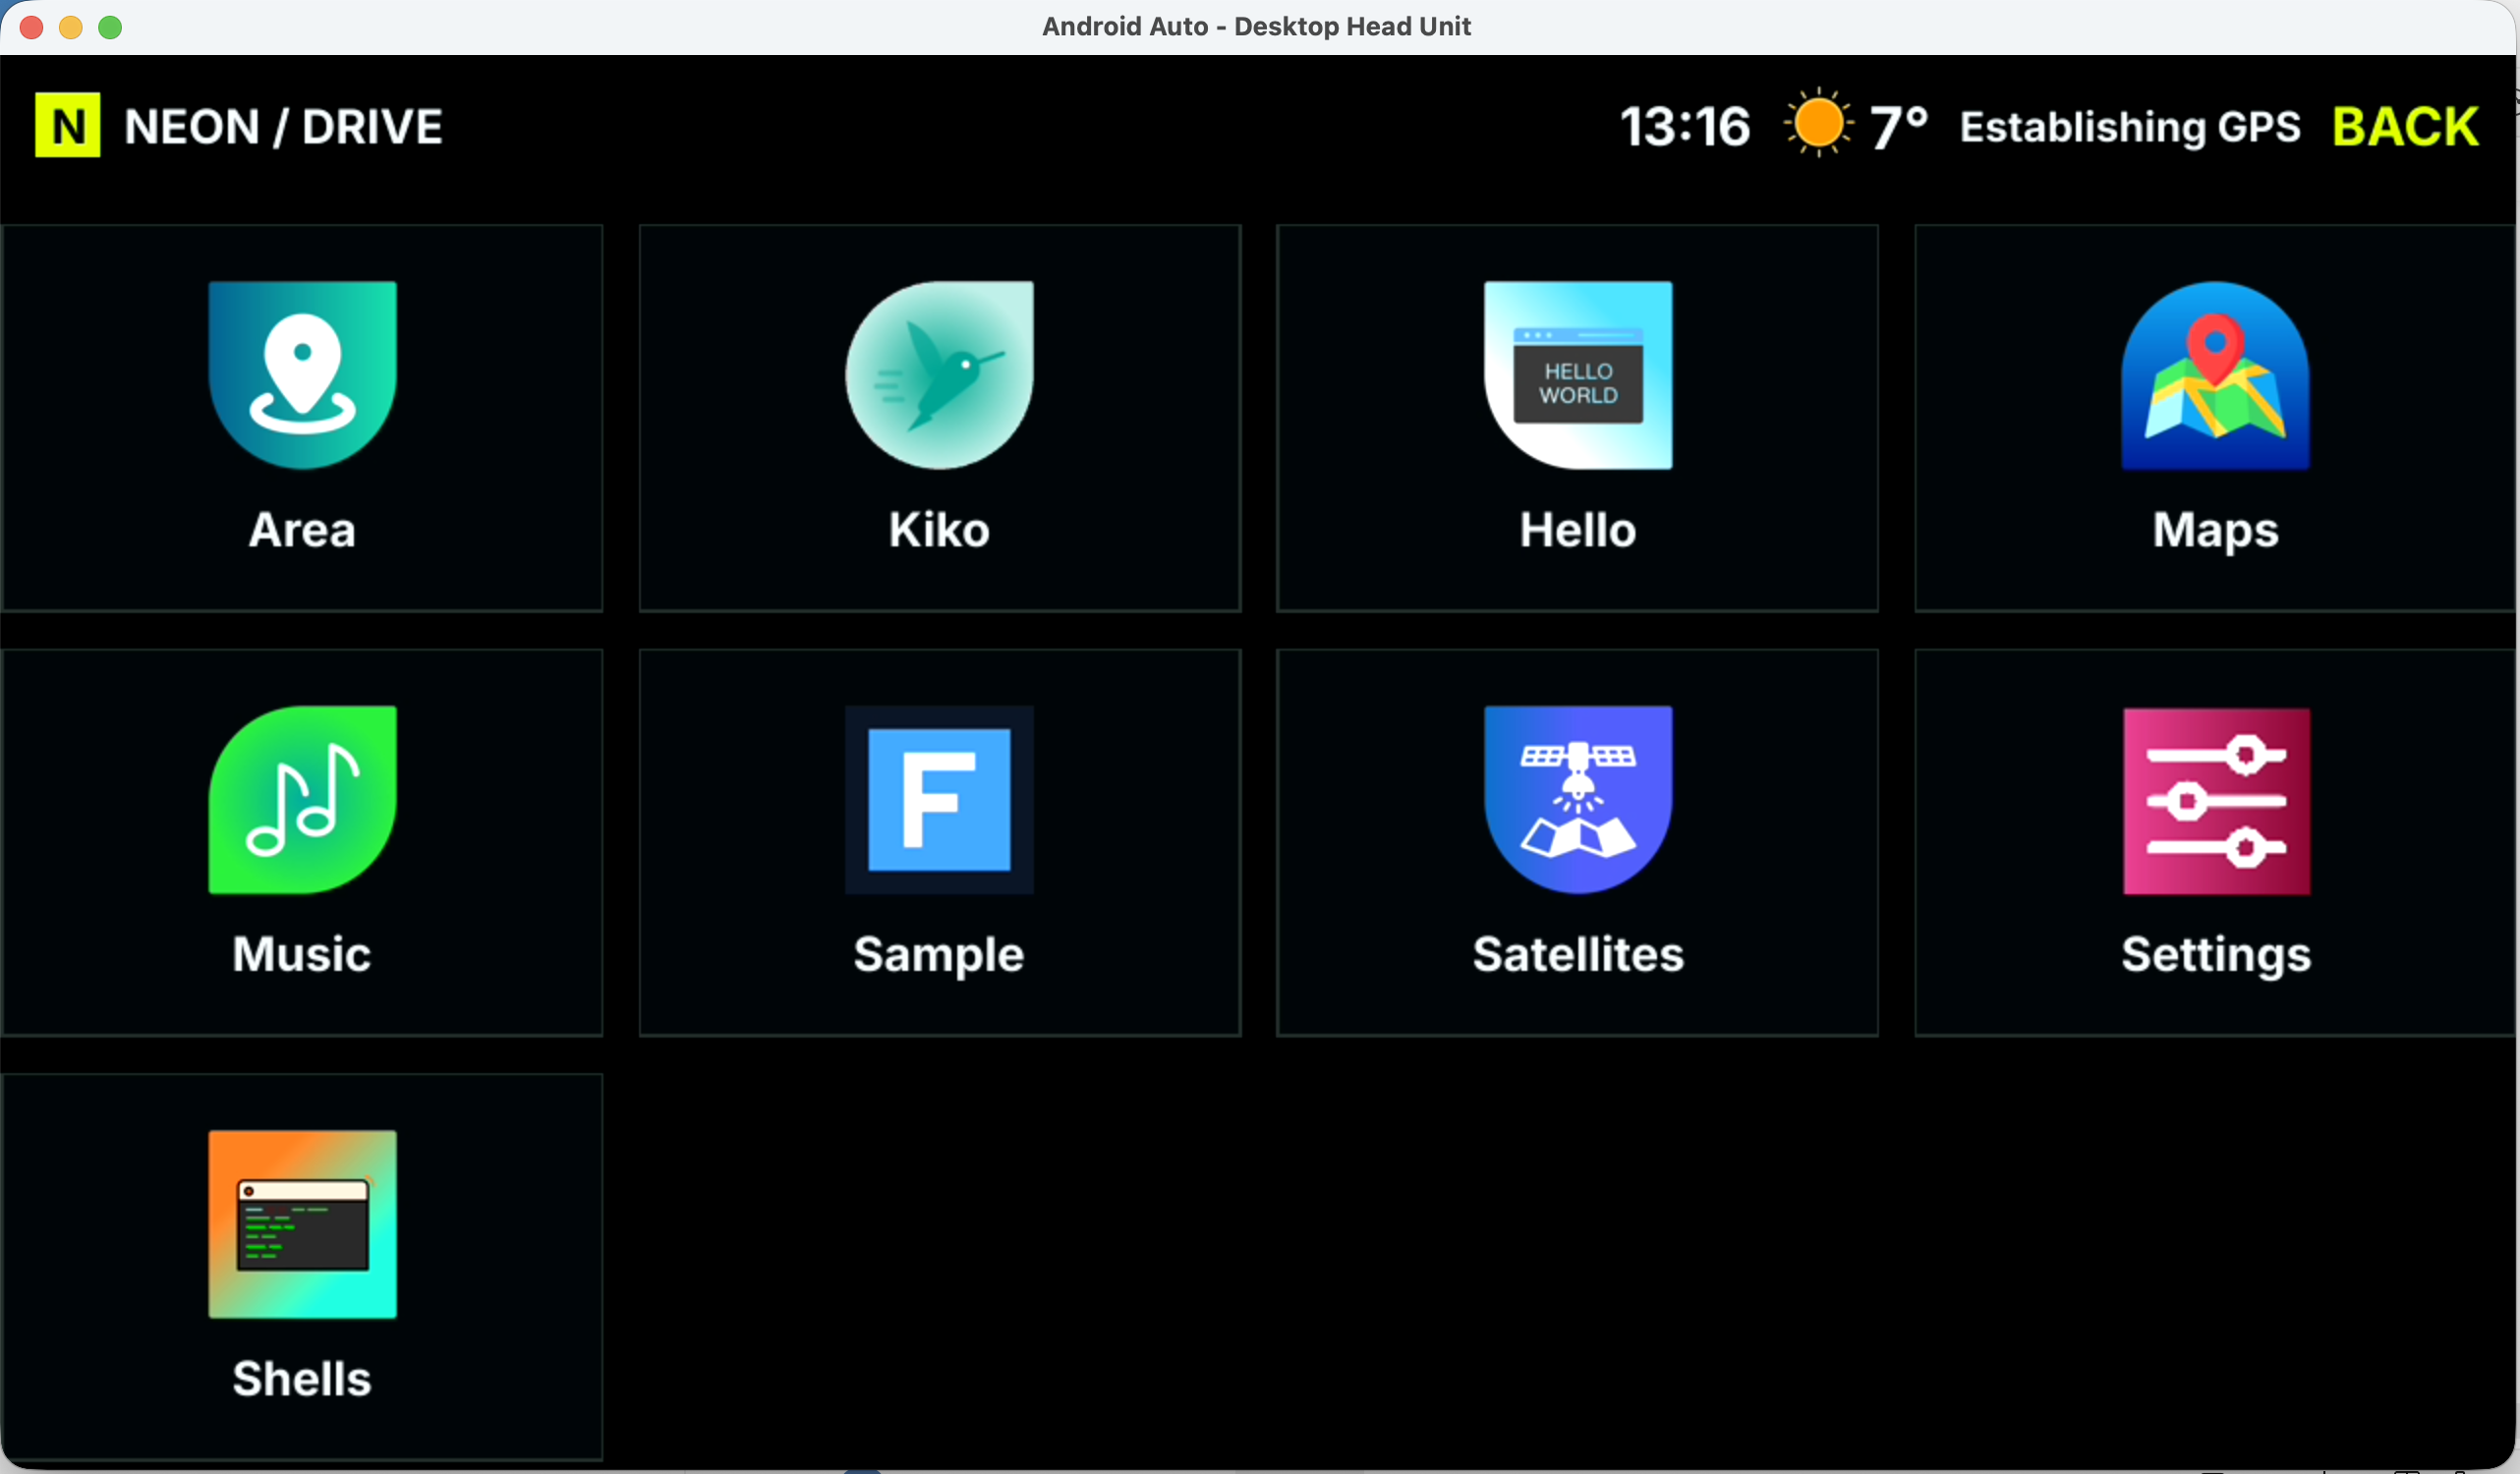 Android Auto - Desktop Head Unit
N NEON / DRIVE 13:16 7° Establishing GPS BACK
Area Kiko HELLO
WORLD
Hello Maps
Music F
Sample Satellites Settings
Shells